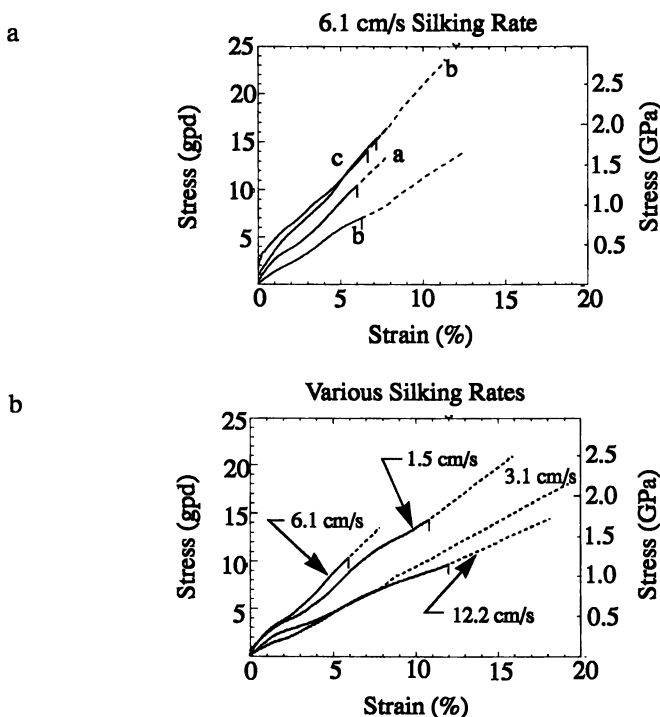 a
6.1 cm/s Silking Rate
25
20
15
10
5
0
5
10
15
20
2.5
2.0
1.5
1.0
0.5
Stress (gpd)
Stress (GPa)
Strain (%)
b
c
a
b
b
Various Silking Rates
25
20
15
10
5
0
5
10
15
20
2.5
2.0
1.5
1.0
0.5
Stress (gpd)
Stress (GPa)
Strain (%)
1.5 cm/s
3.1 cm/s
6.1 cm/s
12.2 cm/s